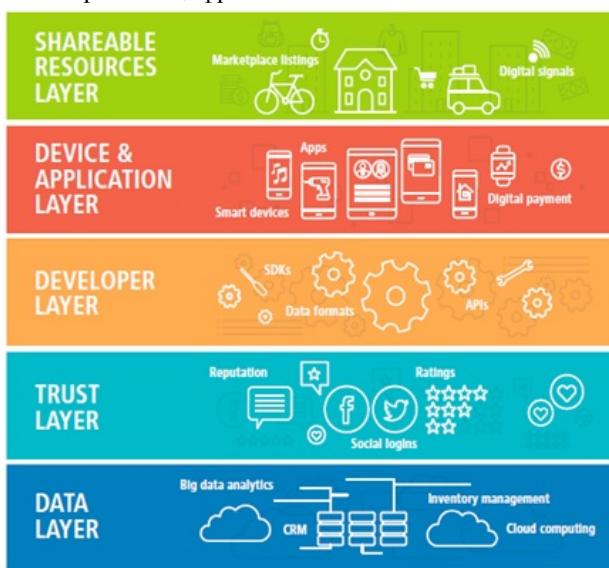 SHAREABLE
RESOURCES
LAYER
Marketplace listings
Digital signals
DEVICE &
APPLICATION
LAYER
Apps
Smart devices
Digital payment
DEVELOPER
LAYER
SDKs
Data formats
APIs
TRUST
LAYER
Reputation
Ratings
Social logins
DATA
LAYER
Big data analytics
Inventory management
CRM
Cloud computing